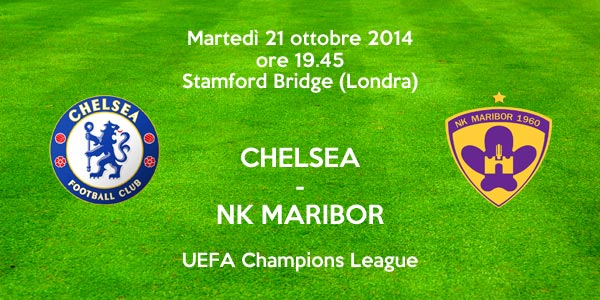 Martedì 21 ottobre 2014
ore 19.45
Stamford Bridge (Londra)
CHELSEA
FOOTBALL CLUB
NK MARIBOR 1960
CHELSEA
-
NK MARIBOR
UEFA Champions League